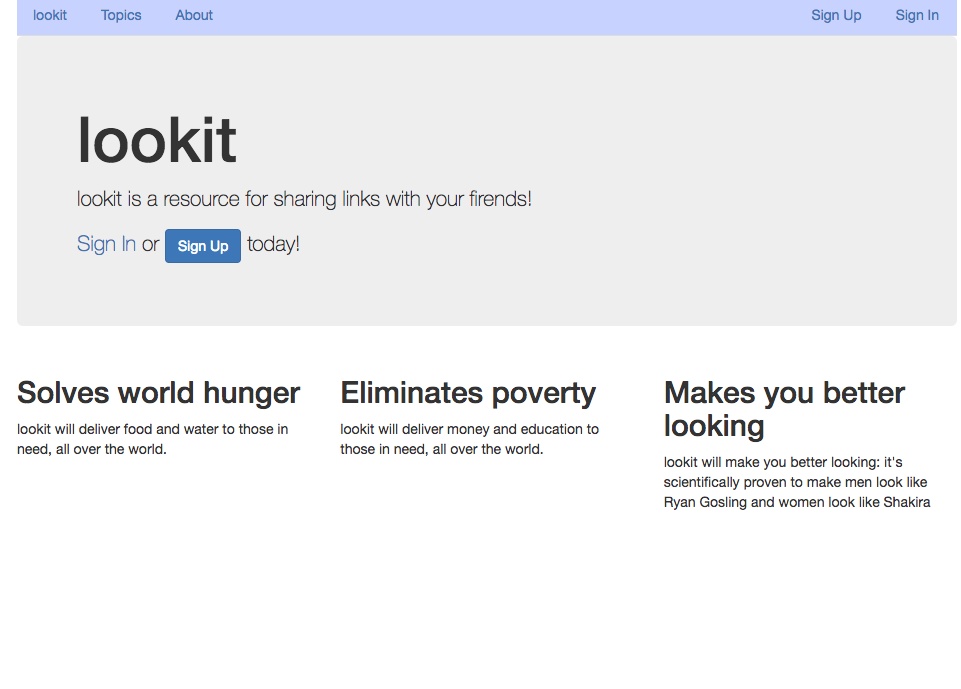 lookit Topics About Sign Up Sign In
lookit
lookit is a resource for sharing links with your firends!
Sign In or Sign Up today!
Solves world hunger
lookit will deliver food and water to those in
need, all over the world.
Eliminates poverty
lookit will deliver money and education to
those in need, all over the world.
Makes you better
looking
lookit will make you better looking: it's
scientifically proven to make men look like
Ryan Gosling and women look like Shakira